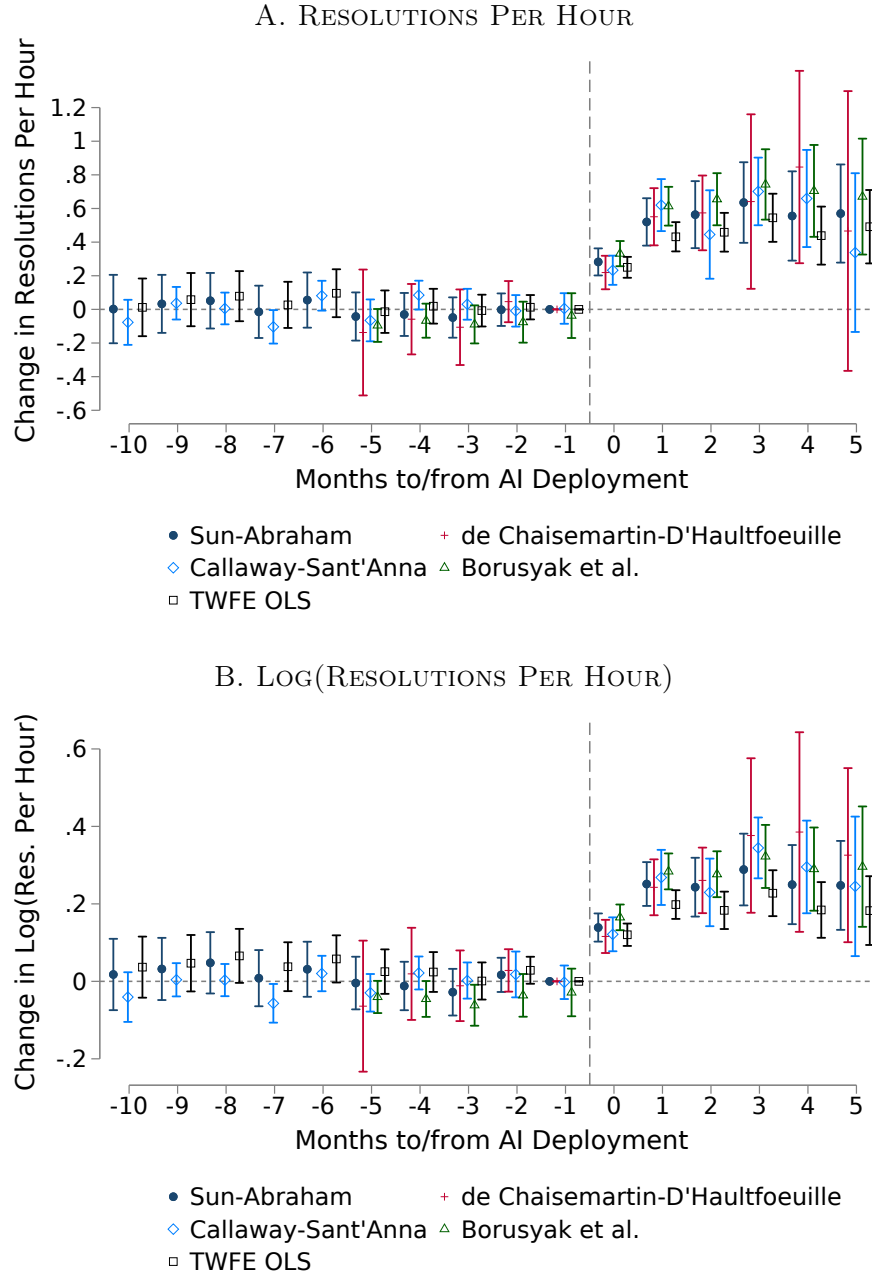 A. RESOLUTIONS PER HOUR
Change in Resolutions Per Hour
1.2
1
.8
.6
.4
.2
0
-.2
-.4
-.6
-10 -9 -8 -7 -6 -5 -4 -3 -2 -1 0 1 2 3 4 5
Months to/from AI Deployment
Sun-Abraham
de Chaisemartin-D'Haultfoeuille
Callaway-Sant'Anna
Borusyak et al.
TWFE OLS
B. LOG(RESOLUTIONS PER HOUR)
Change in Log(Res. Per Hour)
.6
.4
.2
0
-.2
-10 -9 -8 -7 -6 -5 -4 -3 -2 -1 0 1 2 3 4 5
Months to/from AI Deployment
Sun-Abraham
de Chaisemartin-D'Haultfoeuille
Callaway-Sant'Anna
Borusyak et al.
TWFE OLS